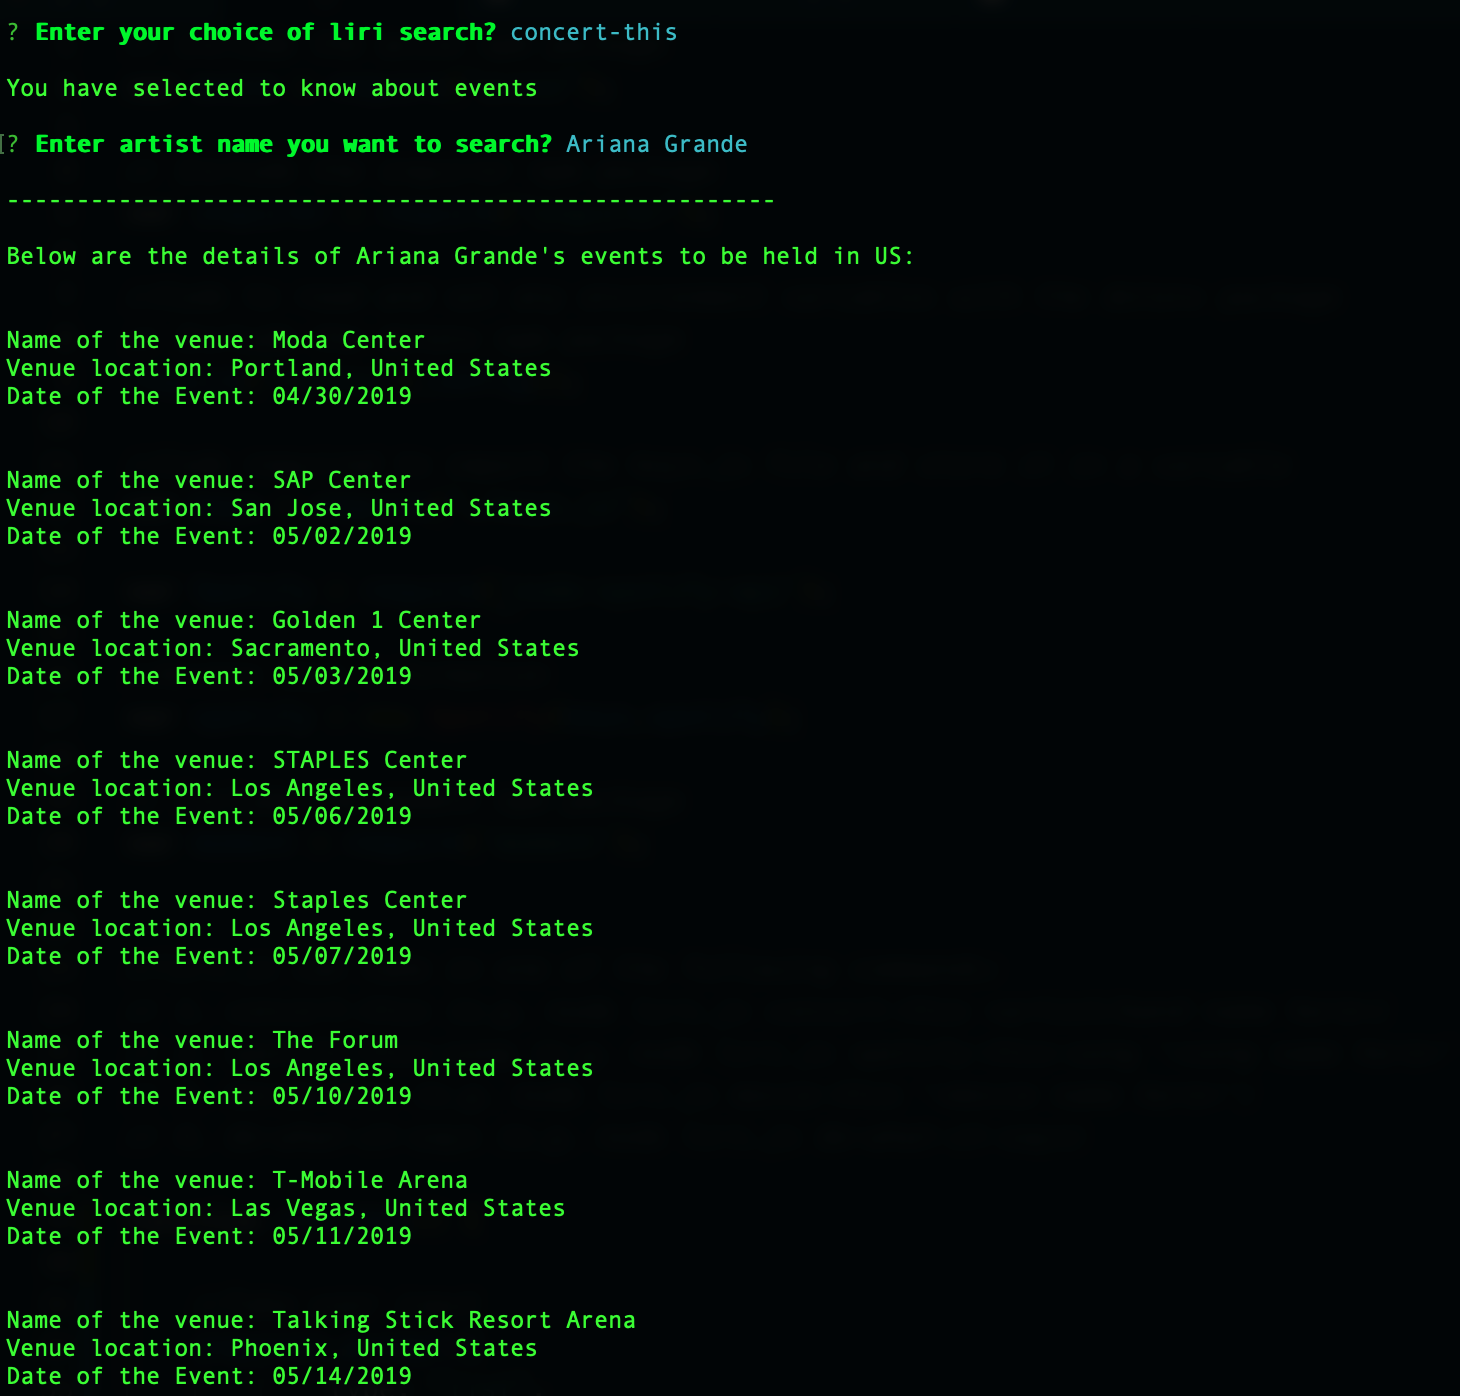 ? Enter your choice of liri search? concert-this
You have selected to know about events
[? Enter artist name you want to search? Ariana Grande
-------------------------------------------------------
Below are the details of Ariana Grande's events to be held in US:
Name of the venue: Moda Center
Venue location: Portland, United States
Date of the Event: 04/30/2019
Name of the venue: SAP Center
Venue location: San Jose, United States
Date of the Event: 05/02/2019
Name of the venue: Golden 1 Center
Venue location: Sacramento, United States
Date of the Event: 05/03/2019
Name of the venue: STAPLES Center
Venue location: Los Angeles, United States
Date of the Event: 05/06/2019
Name of the venue: Staples Center
Venue location: Los Angeles, United States
Date of the Event: 05/07/2019
Name of the venue: The Forum
Venue location: Los Angeles, United States
Date of the Event: 05/10/2019
Name of the venue: T-Mobile Arena
Venue location: Las Vegas, United States
Date of the Event: 05/11/2019
Name of the venue: Talking Stick Resort Arena
Venue location: Phoenix, United States
Date of the Event: 05/14/2019